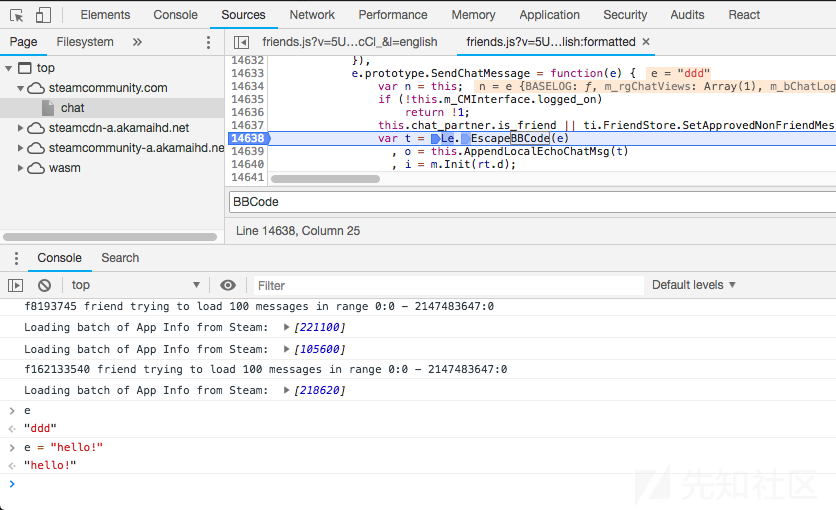 Elements Console Sources Network Performance Memory Application Security Audits React
Page Filesystem » friends.js?v=5U…cCl_&l=english friends.js?v=5U…lish:formatted ×
top
steamcommunity.com
chat
steamcdn-a.akamaihd.net
steamcommunity-a.akamaihd.ne
wasm
14632 }),
14633 e.prototype.SendChatMessage = function(e) { e = "ddd"
14634 var n = this; n = e {BASELOG: ƒ, m_rgChatViews: Array(1), m_bChatLog
14635 if (!this.m_CMInterface.logged_on)
14636 return !1;
14637 this.chat_partner.is_friend || ti.FriendStore.SetApprovedNonFriendMes
14638 var t = Le.EscapeBBCode(e)
14639 , o = this.AppendLocalEchoChatMsg(t)
14640 , i = m.Init(rt.d);
14641
BBCode
Line 14638, Column 25
Console Search
top Filter Default levels ▼
f8193745 friend trying to load 100 messages in range 0:0 - 2147483647:0
Loading batch of App Info from Steam: ▶ [221100]
Loading batch of App Info from Steam: ▶ [105600]
f162133540 friend trying to load 100 messages in range 0:0 - 2147483647:0
Loading batch of App Info from Steam: ▶ [218620]
> e
"ddd"
> e = "hello!"
"hello!"
>
先知社区